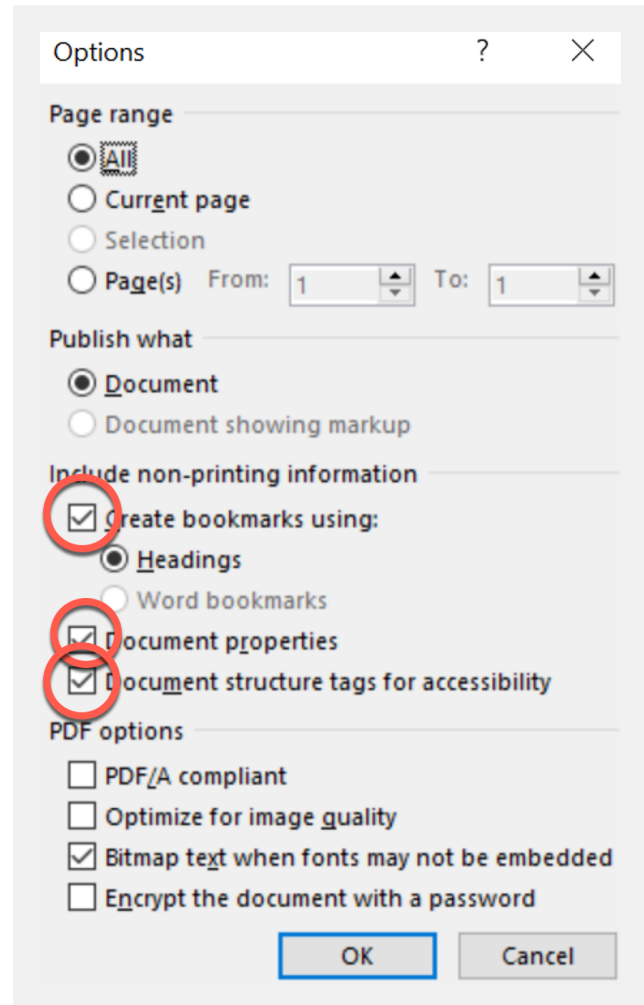 Options ?
Page range
All
Current page
Selection
Page(s) From: 1 To: 1
Publish what
Document
Document showing markup
Include non-printing information
Create bookmarks using:
Headings
Word bookmarks
Document properties
Document structure tags for accessibility
PDF options
PDF/A compliant
Optimize for image quality
Bitmap text when fonts may not be embedded
Encrypt the document with a password
OK Cancel